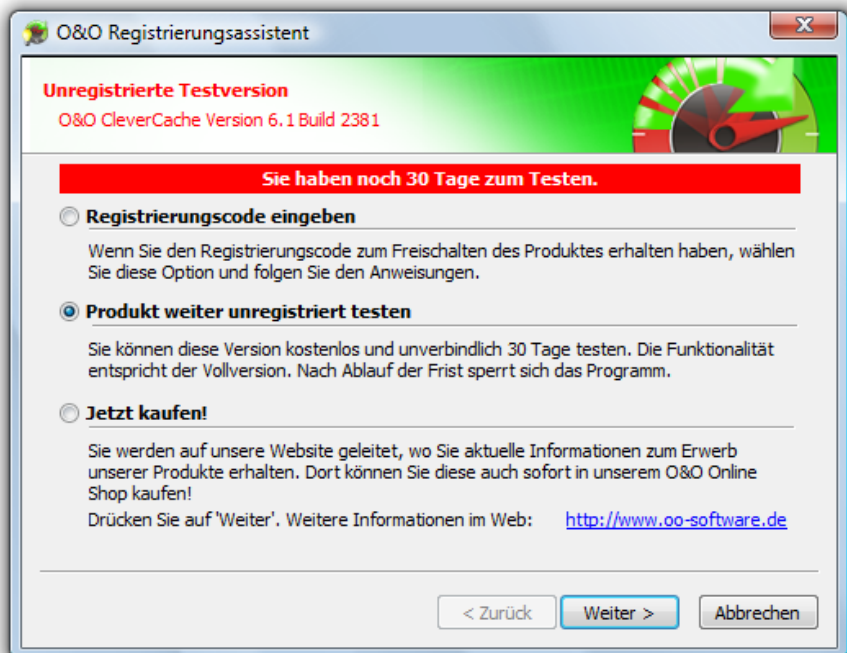 O&O Registrierungsassistent
Unregistrierte Testversion
O&O CleverCache Version 6.1 Build 2381
Sie haben noch 30 Tage zum Testen.
Registrierungscode eingeben
Wenn Sie den Registrierungscode zum Freischalten des Produktes erhalten haben, wählen
Sie diese Option und folgen Sie den Anweisungen.
Produkt weiter unregistriert testen
Sie können diese Version kostenlos und unverbindlich 30 Tage testen. Die Funktionalität
entspricht der Vollversion. Nach Ablauf der Frist sperrt sich das Programm.
Jetzt kaufen!
Sie werden auf unsere Website geleitet, wo Sie aktuelle Informationen zum Erwerb
unserer Produkte erhalten. Dort können Sie diese auch sofort in unserem O&O Online
Shop kaufen!
Drücken Sie auf 'Weiter'. Weitere Informationen im Web: http://www.oo-software.de
< Zurück Weiter > Abbrechen